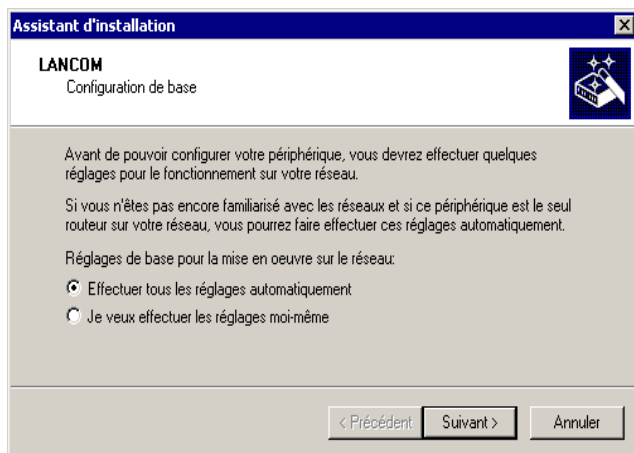 Assistant d'installation
LANCOM
Configuration de base
Avant de pouvoir configurer votre périphérique, vous devrez effectuer quelques
réglages pour le fonctionnement sur votre réseau.
Si vous n'êtes pas encore familiarisé avec les réseaux et si ce périphérique est le seul
routeur sur votre réseau, vous pourrez faire effectuer ces réglages automatiquement.
Réglages de base pour la mise en oeuvre sur le réseau:
Effectuer tous les réglages automatiquement
Je veux effectuer les réglages moi-même
< Précédent
Suivant >
Annuler